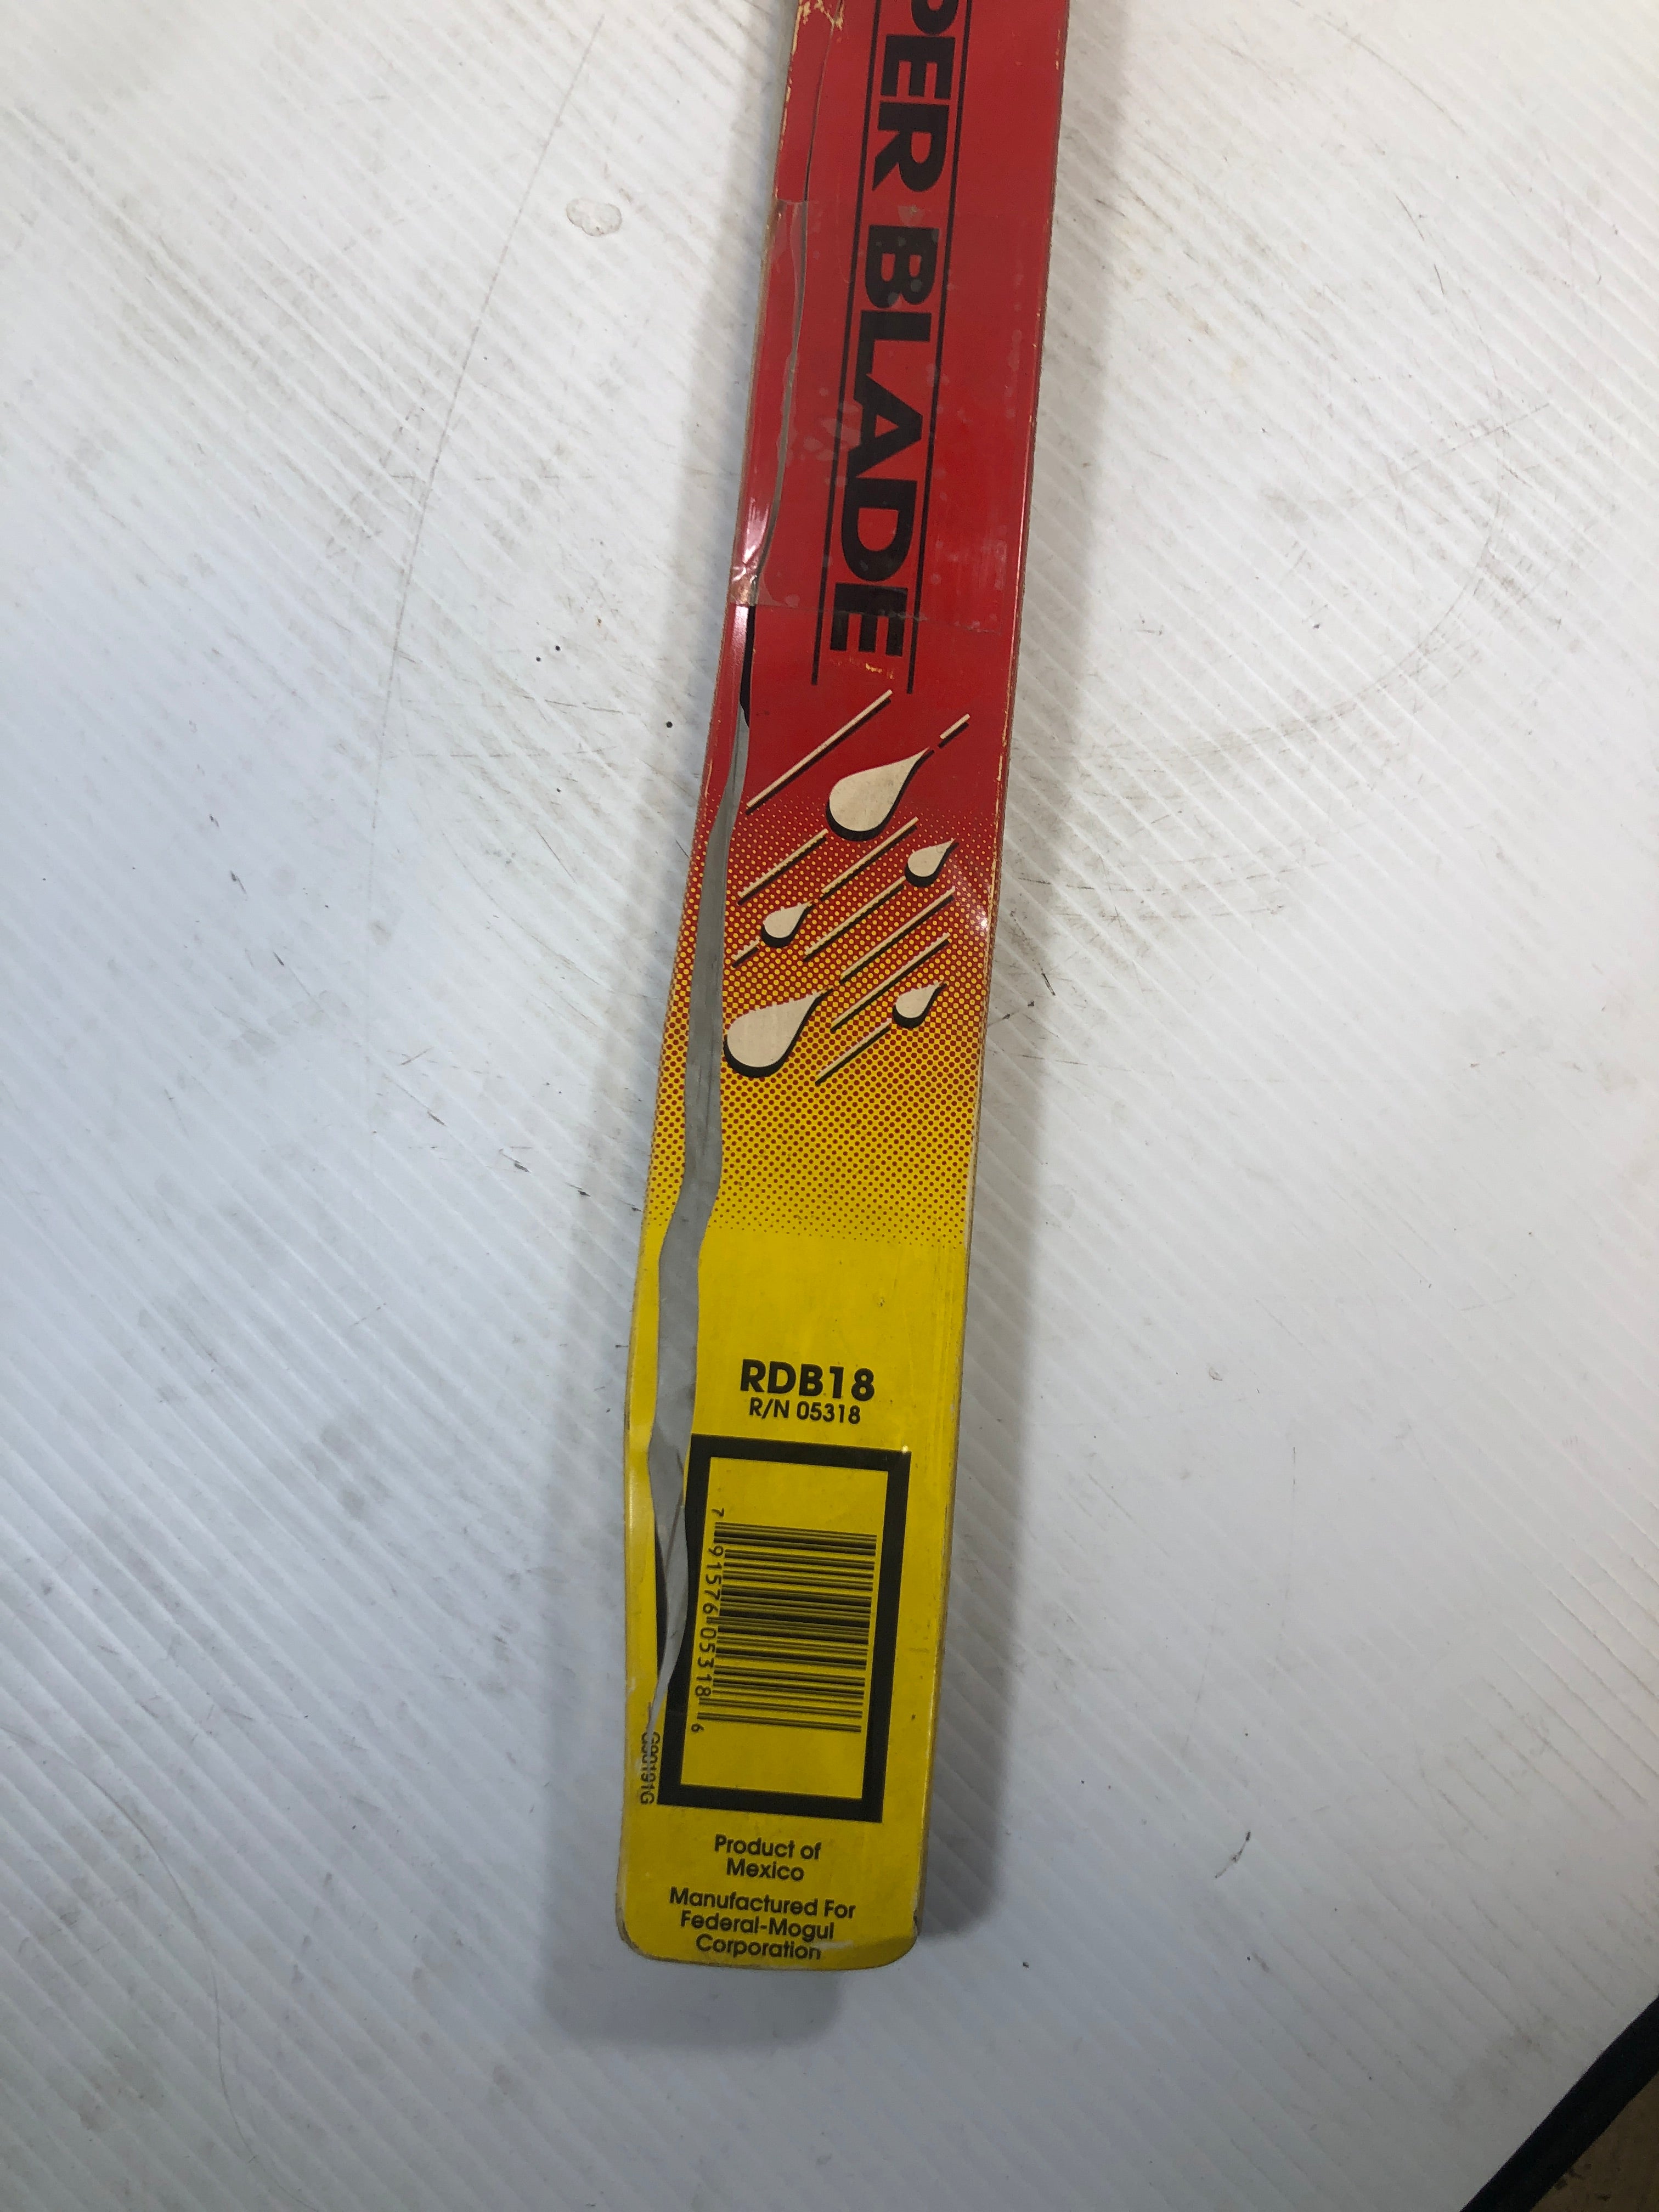 PER BLADE
RDB18
R/N 05318
7 91576 05318 6
Product of
Mexico
Manufactured For
Federal-Mogul
Corporation